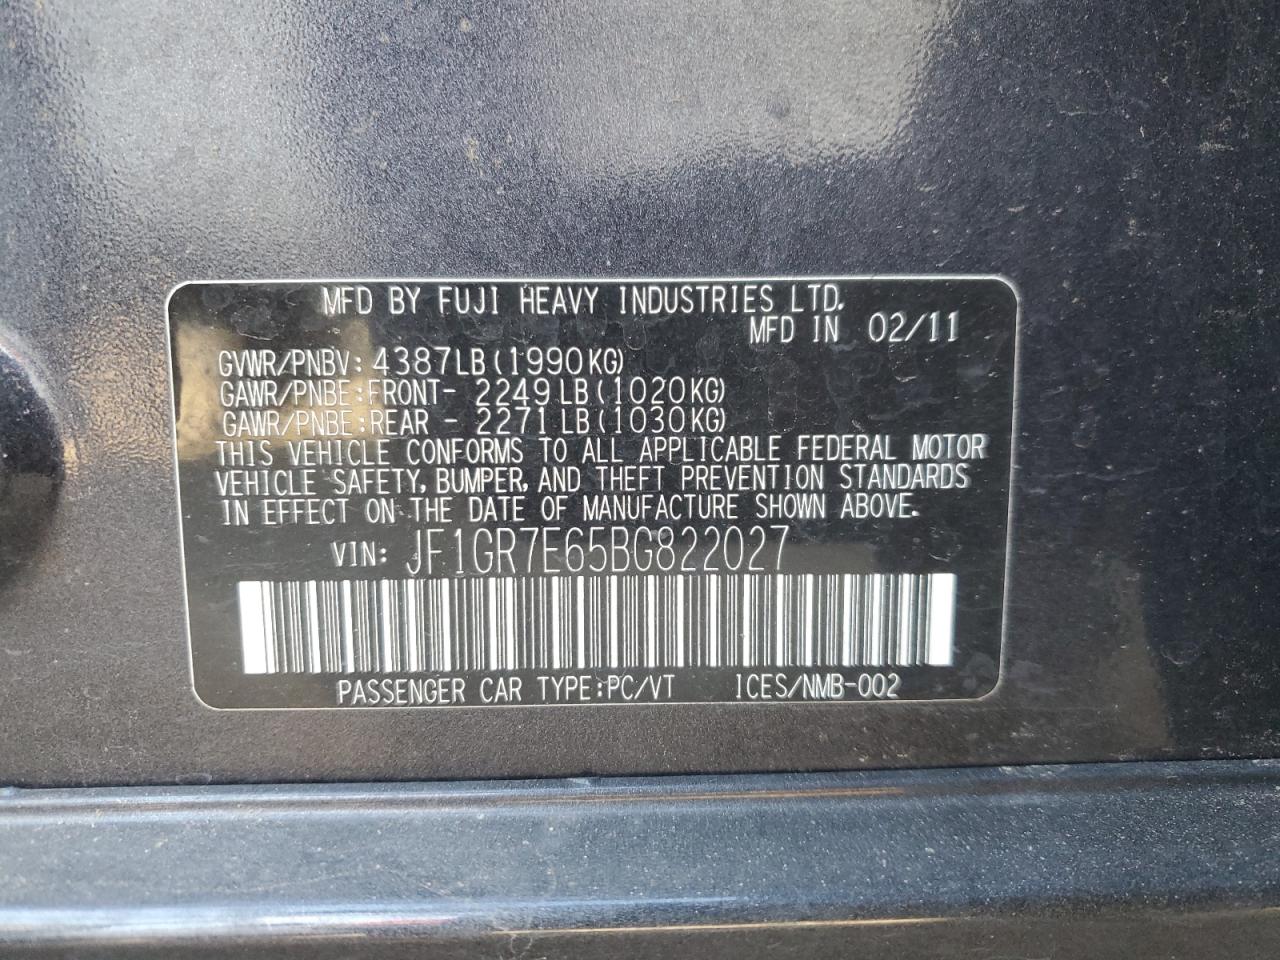 MFD BY FUJI HEAVY INDUSTRIES LTD.
MFD IN 02/11
GVWR/PNBV: 4387LB(1990KG)
GAWR/PNBE:FRONT- 2249LB(1020KG)
GAWR/PNBE:REAR - 2271LB(1030KG)
THIS VEHICLE CONFORMS TO ALL APPLICABLE FEDERAL MOTOR
VEHICLE SAFETY, BUMPER, AND THEFT PREVENTION STANDARDS
IN EFFECT ON THE DATE OF MANUFACTURE SHOWN ABOVE.
VIN: JF1GR7E65BG822027
PASSENGER CAR TYPE:PC/VT ICES/NMB-002